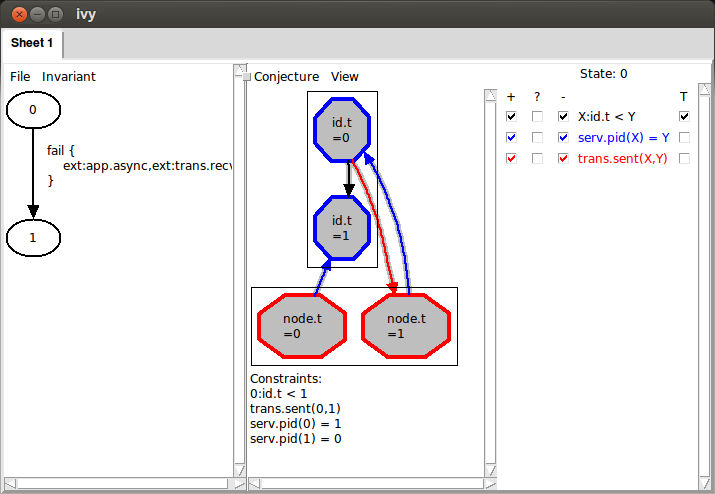 ivy
Sheet 1
File Invariant
0
fail {
ext:app.async,ext:trans.recv
}
1
Conjecture View
id.t
=0
id.t
=1
node.t
=0
node.t
=1
Constraints:
0:id.t < 1
trans.sent(0,1)
serv.pid(0) = 1
serv.pid(1) = 0
State: 0
+ ? - T
X:id.t < Y
serv.pid(X) = Y
trans.sent(X,Y)